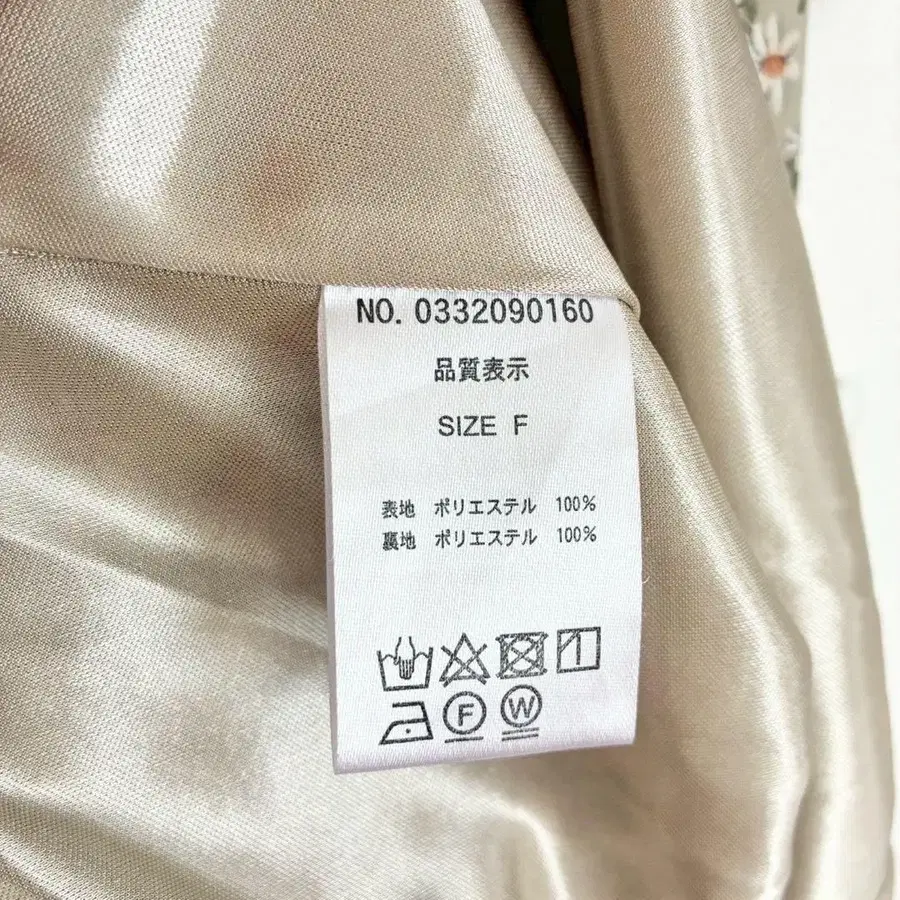 NO. 0332090160
品質表示
SIZE F
表地 ポリエステル 100%
裏地 ポリエステル 100%
F W